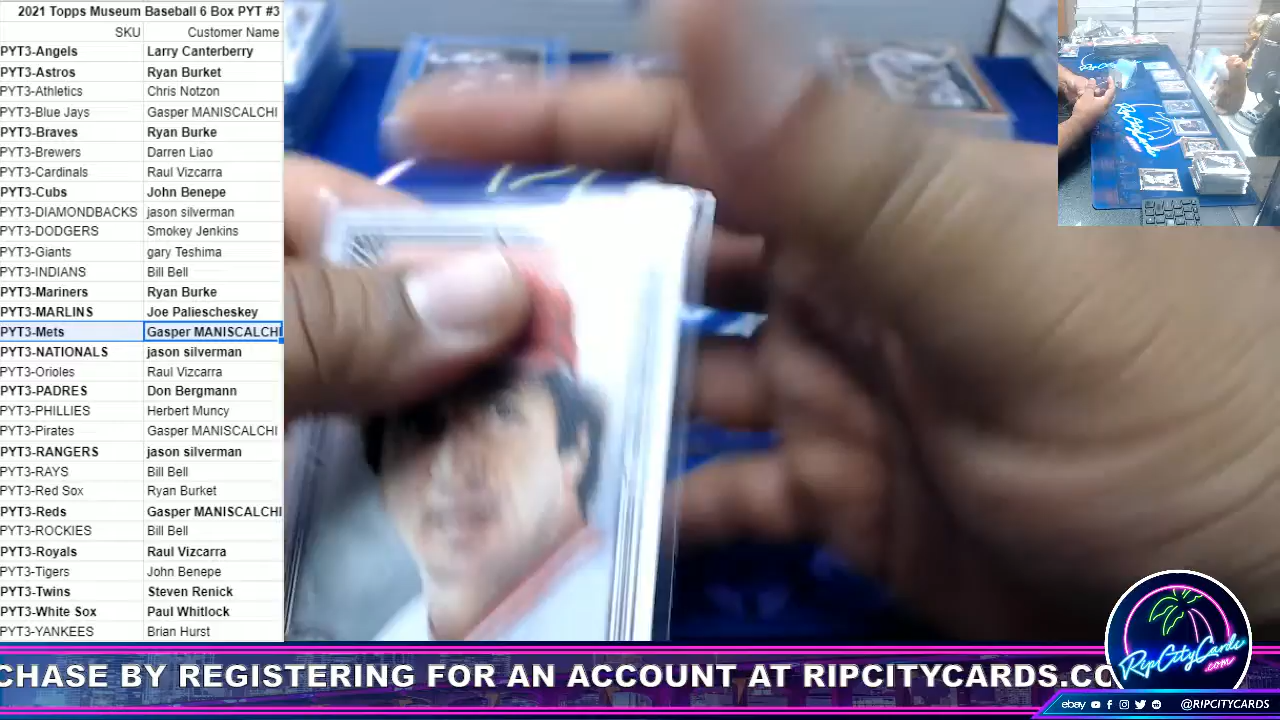 2021 Topps Museum Baseball 6 Box PYT #3
SKU Customer Name
PYT3-Angels Larry Canterberry
PYT3-Astros Ryan Burket
PYT3-Athletics Chris Notzon
PYT3-Blue Jays Gasper MANISCALCHI
PYT3-Braves Ryan Burke
PYT3-Brewers Darren Liao
PYT3-Cardinals Raul Vizcarra
PYT3-Cubs John Benepe
PYT3-DIAMONDBACKS jason silverman
PYT3-DODGERS Smokey Jenkins
PYT3-Giants gary Teshima
PYT3-INDIANS Bill Bell
PYT3-Mariners Ryan Burke
PYT3-MARLINS Joe Paliescheskey
PYT3-Mets Gasper MANISCALCHI
PYT3-NATIONALS jason silverman
PYT3-Orioles Raul Vizcarra
PYT3-PADRES Don Bergmann
PYT3-PHILLIES Herbert Muncy
PYT3-Pirates Gasper MANISCALCHI
PYT3-RANGERS jason silverman
PYT3-RAYS Bill Bell
PYT3-Red Sox Ryan Burket
PYT3-Reds Gasper MANISCALCHI
PYT3-ROCKIES Bill Bell
PYT3-Royals Raul Vizcarra
PYT3-Tigers John Benepe
PYT3-Twins Steven Renick
PYT3-White Sox Paul Whitlock
PYT3-YANKEES Brian Hurst
CHASE BY REGISTERING FOR AN ACCOUNT AT RIPCITYCARDS.CO
RipCityCards
.com
ebay @RIPCITYCARDS